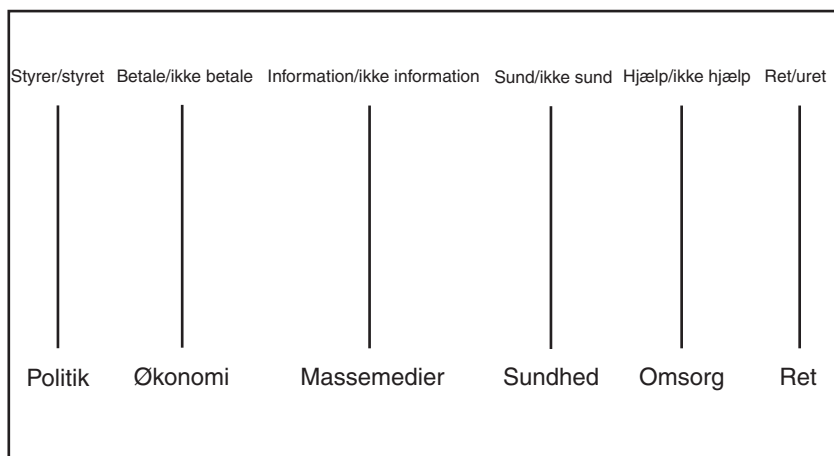 Styrer/styret Betale/ikke betale Information/ikke information Sund/ikke sund Hjælp/ikke hjælp Ret/uret
Politik Økonomi Massemedier Sundhed Omsorg Ret